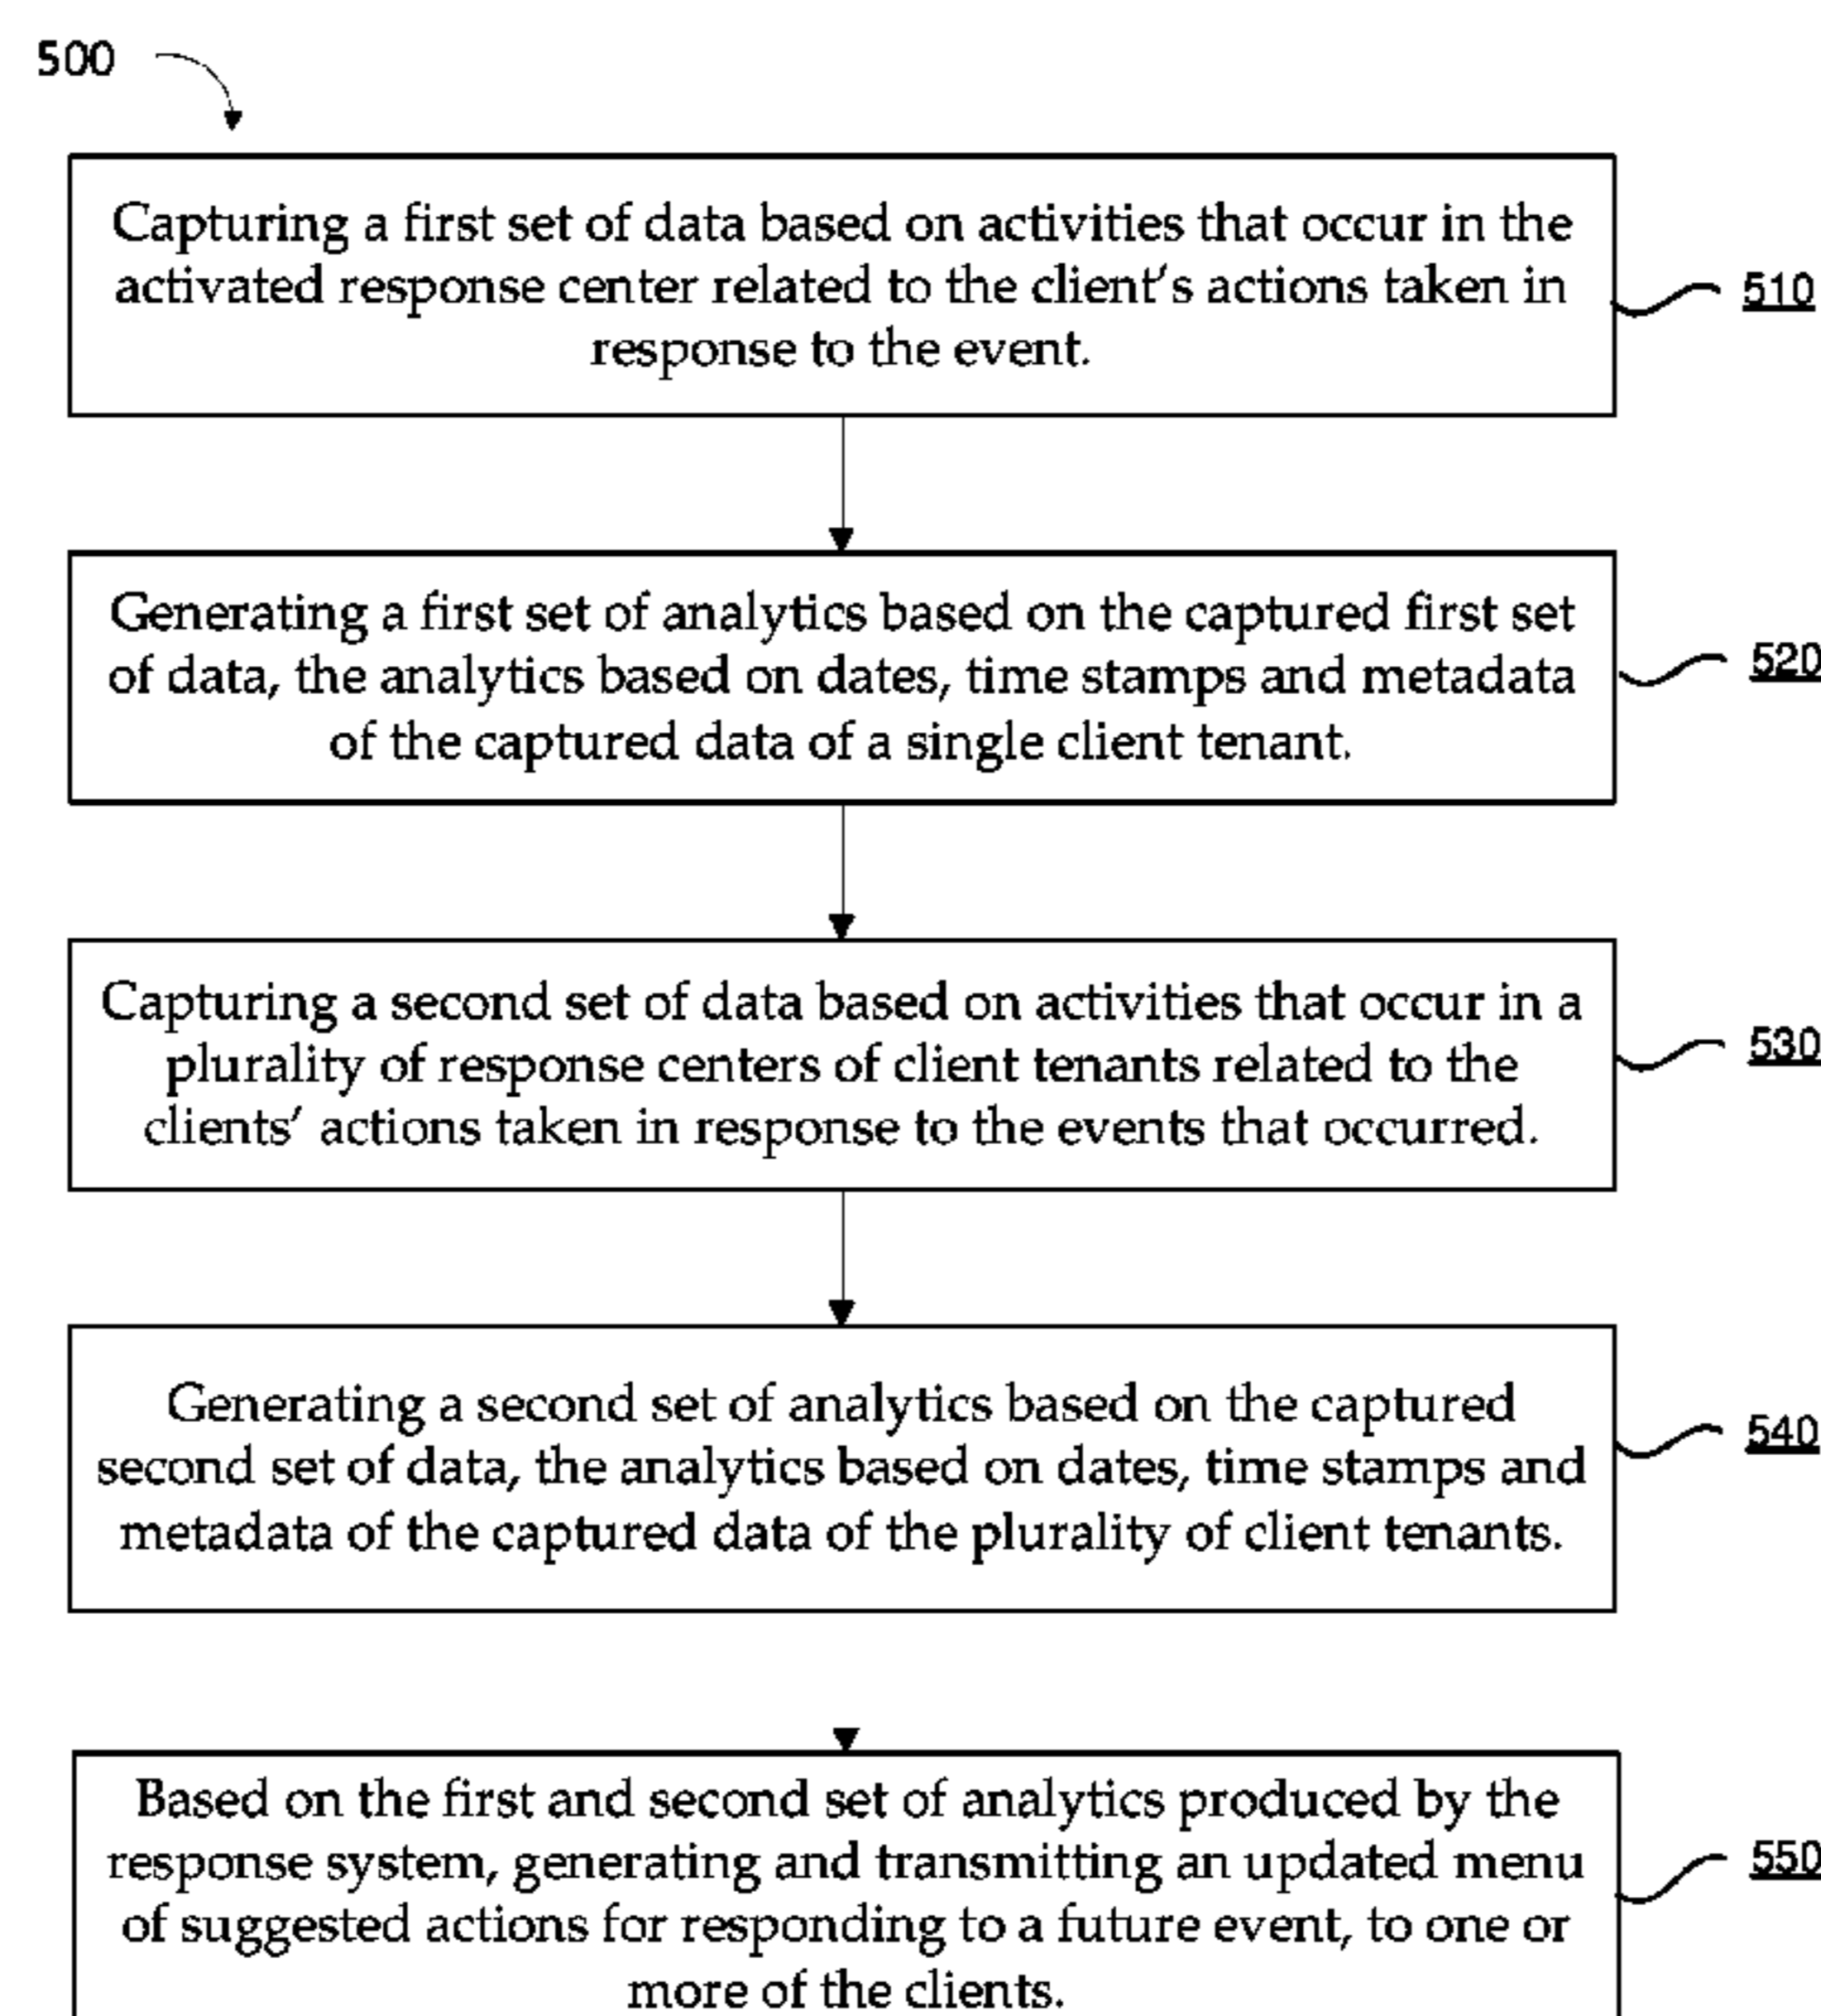 500
Capturing a first set of data based on activities that occur in the
activated response center related to the client's actions taken in
response to the event.
510
Generating a first set of analytics based on the captured first set
of data, the analytics based on dates, time stamps and metadata
of the captured data of a single client tenant.
520
Capturing a second set of data based on activities that occur in a
plurality of response centers of client tenants related to the
clients' actions taken in response to the events that occurred.
530
Generating a second set of analytics based on the captured
second set of data, the analytics based on dates, time stamps and
metadata of the captured data of the plurality of client tenants.
540
Based on the first and second set of analytics produced by the
response system, generating and transmitting an updated menu
of suggested actions for responding to a future event, to one or
more of the clients.
550